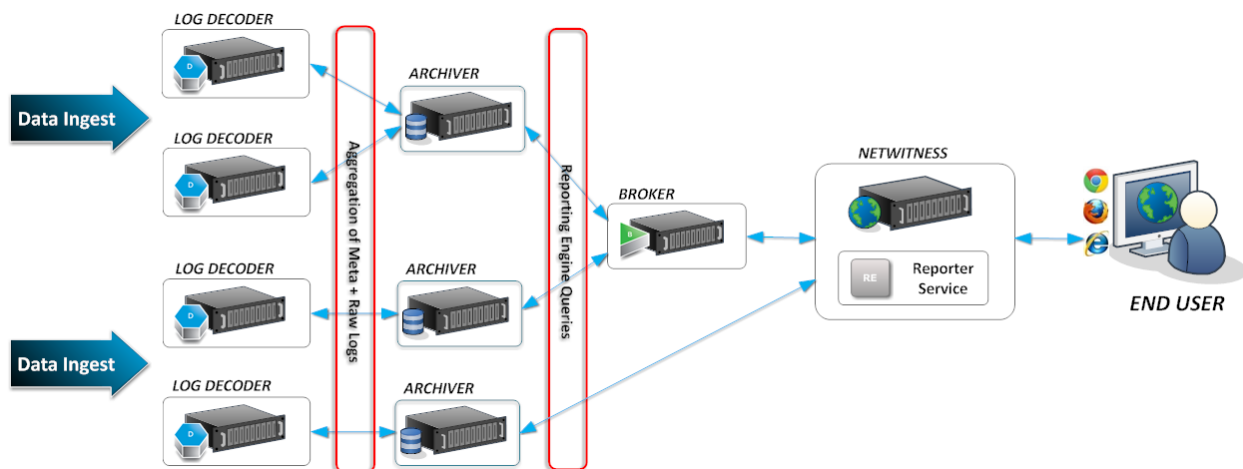 LOG DECODER
D
Data Ingest
LOG DECODER
D
ARCHIVER
Aggregation of Meta + Raw Logs
Reporting Engine Queries
BROKER
B
NETWITNESS
RE
Reporter
Service
END USER
LOG DECODER
D
ARCHIVER
Data Ingest
LOG DECODER
D
ARCHIVER